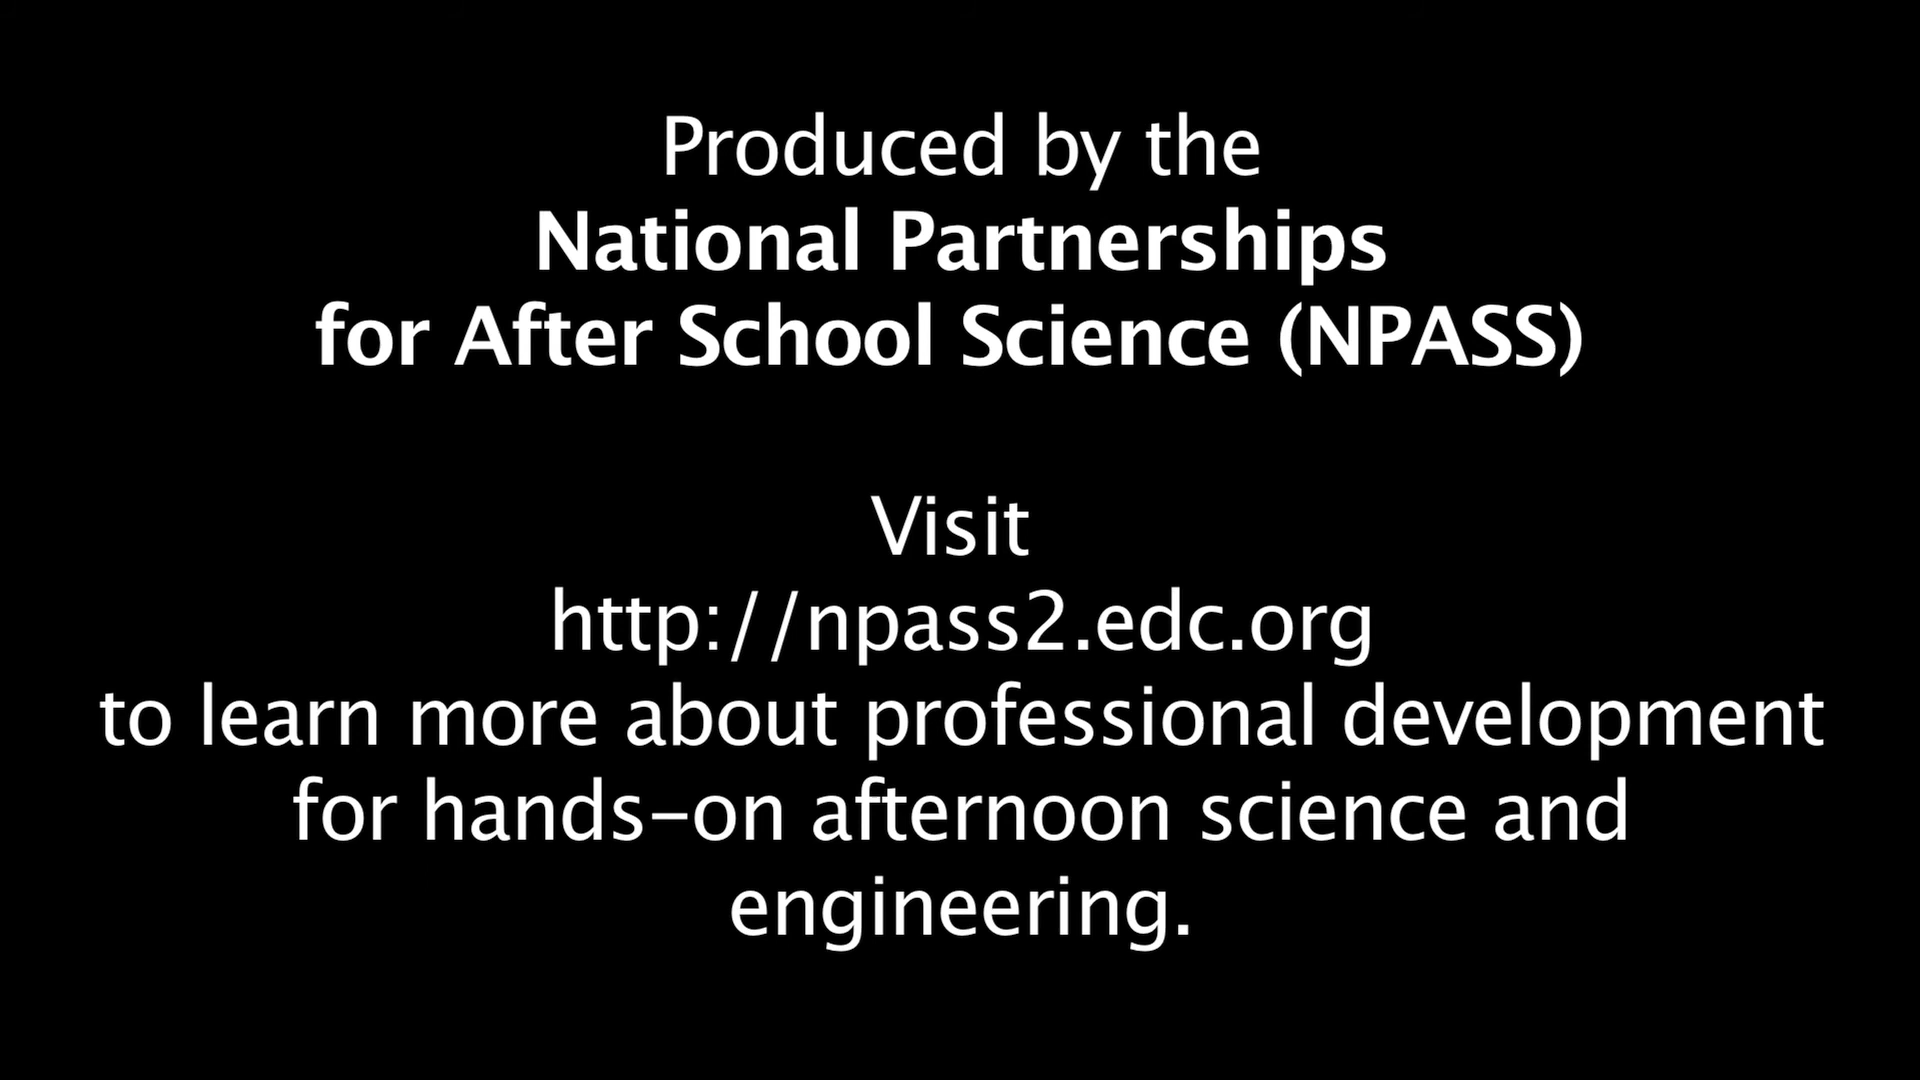 Produced by the
National Partnerships
for After School Science (NPASS)
Visit
http://npass2.edc.org
to learn more about professional development
for hands-on afternoon science and
engineering.